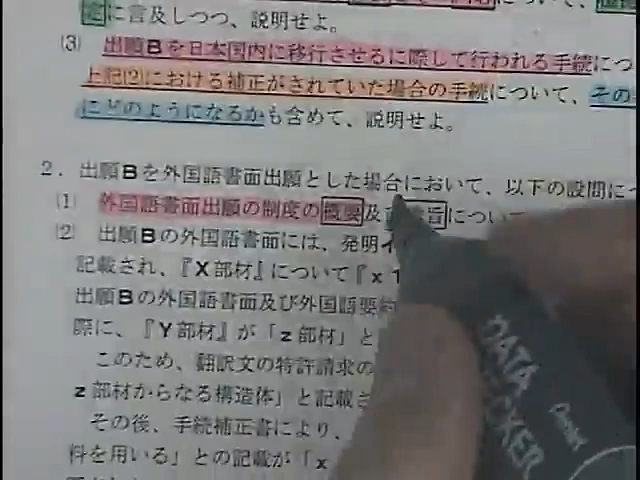 に言及しつつ、説明せよ。
(3) 出願Bを日本国内に移行させるに際して行われる手続につ
上記(2)における補正がされていた場合の手続について、その
にどのようになるかも含めて、説明せよ。
2．出願Bを外国語書面出願とした場合において、以下の設問につ
(1) 外国語書面出願の制度の概要及 旨について
(2) 出願Bの外国語書面には、発明イ
記載され、『X部材』について『x1
出願Bの外国語書面及び外国語要約
際に、『Y部材』が「z部材」と
このため、翻訳文の特許請求の
z部材からなる構造体」と記載さ
その後、手続補正書により、
料を用いる」との記載が「x
DATA
Pentel